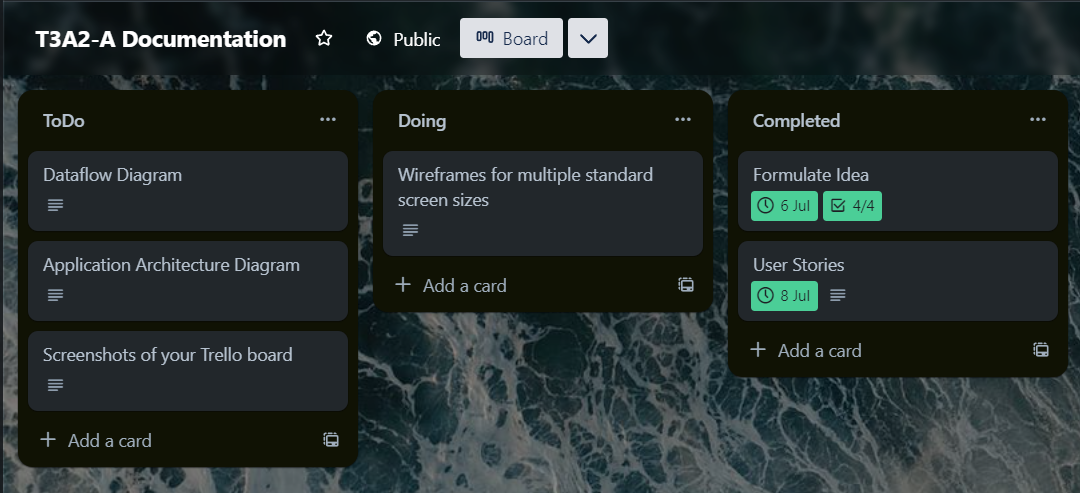 T3A2-A Documentation
Public
Board
ToDo
Dataflow Diagram
Application Architecture Diagram
Screenshots of your Trello board
Add a card
Doing
Wireframes for multiple standard
screen sizes
Add a card
Completed
Formulate Idea
6 Jul 4/4
User Stories
8 Jul
Add a card